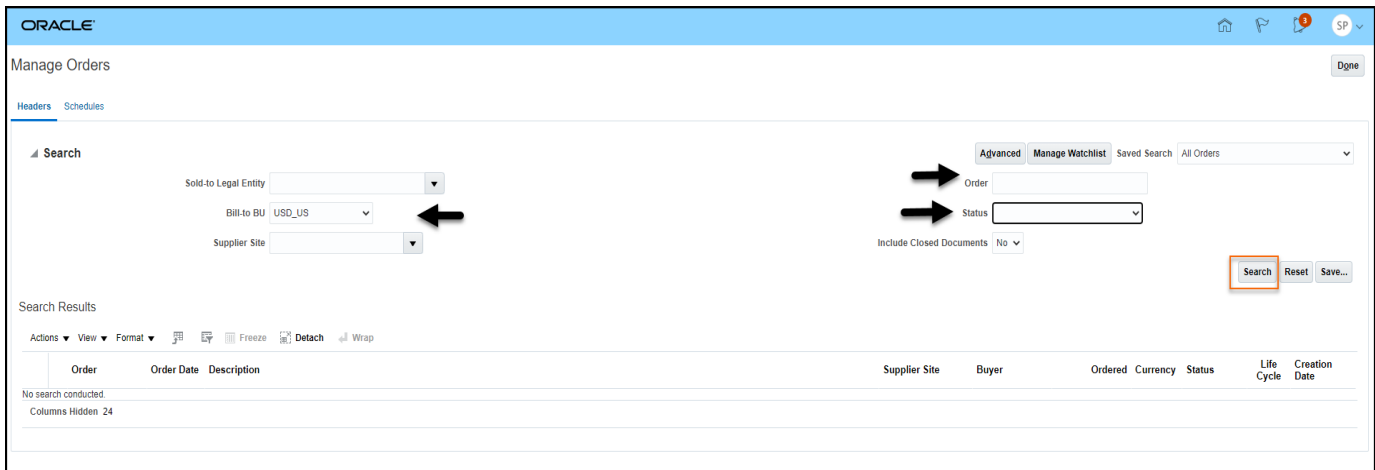 ORACLE
3
SP
Manage Orders
Done
Headers Schedules
Search
Advanced Manage Watchlist Saved Search All Orders
Sold-to Legal Entity
Order
Bill-to BU USD_US
Status
Supplier Site
Include Closed Documents No
Search Reset Save...
Search Results
Actions View Format Freeze Detach Wrap
Order Order Date Description Supplier Site Buyer Ordered Currency Status Life Cycle Creation Date
No search conducted.
Columns Hidden 24